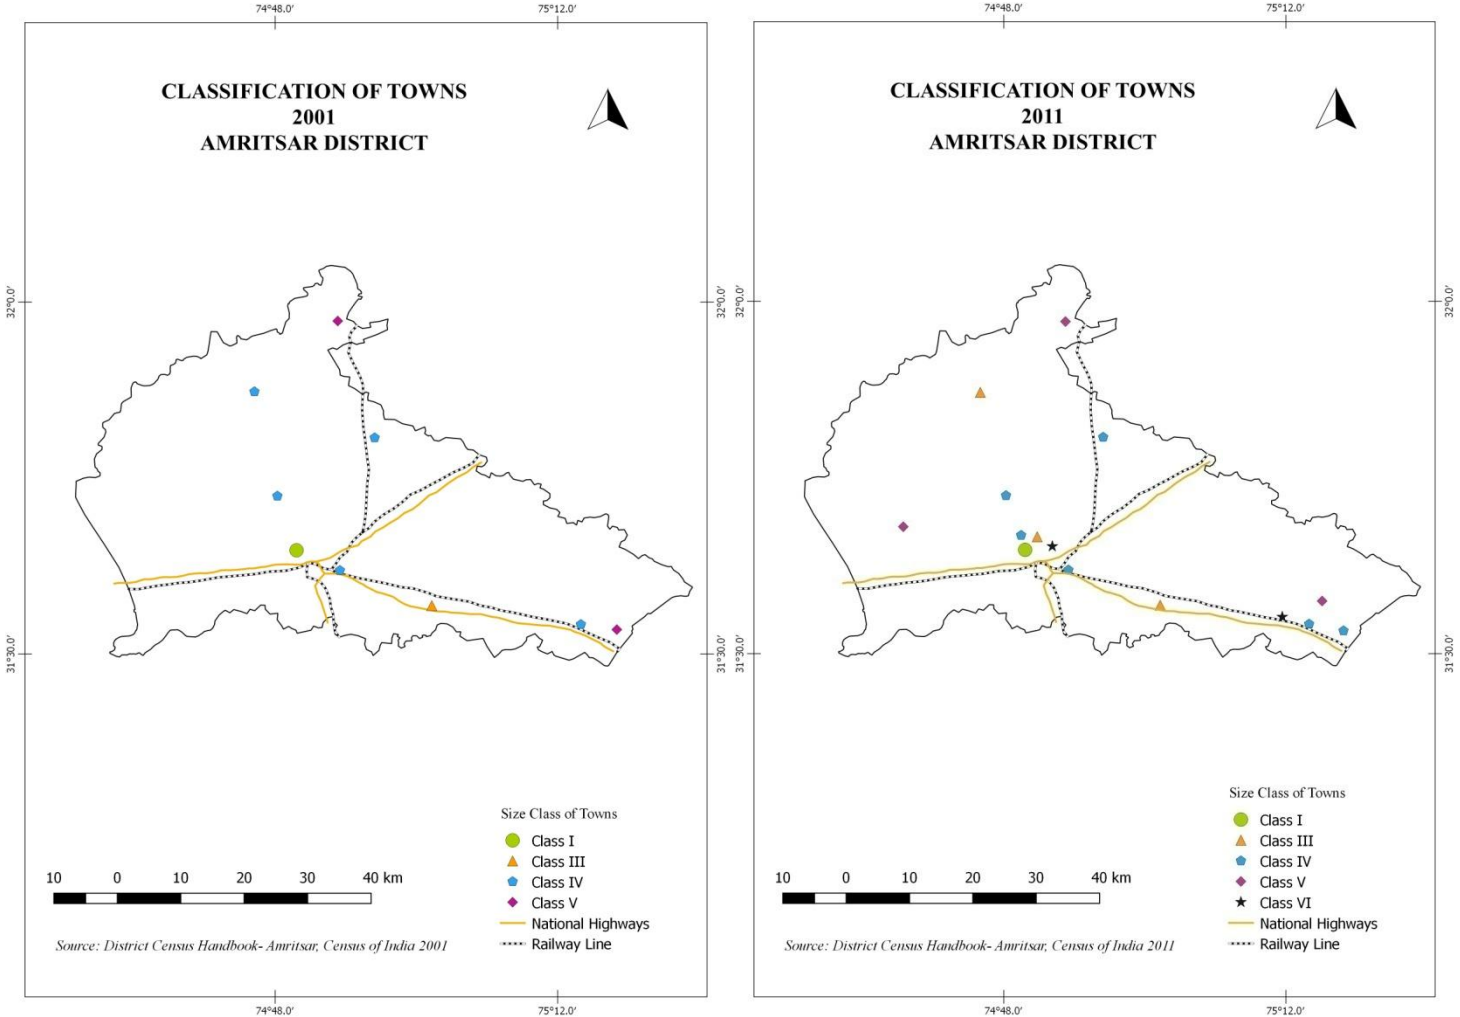 74°48.0'
75°12.0'
CLASSIFICATION OF TOWNS
2001
AMRITSAR DISTRICT
32°0.0'
32°0.0'
31°30.0'
31°30.0'
Size Class of Towns
Class I
Class III
Class IV
Class V
National Highways
Railway Line
10 0 10 20 30 40 km
Source: District Census Handbook- Amritsar, Census of India 2001
74°48.0'
75°12.0'
74°48.0'
75°12.0'
CLASSIFICATION OF TOWNS
2011
AMRITSAR DISTRICT
32°0.0'
32°0.0'
31°30.0'
31°30.0'
Size Class of Towns
Class I
Class III
Class IV
Class V
Class VI
National Highways
Railway Line
10 0 10 20 30 40 km
Source: District Census Handbook- Amritsar, Census of India 2011
74°48.0'
75°12.0'